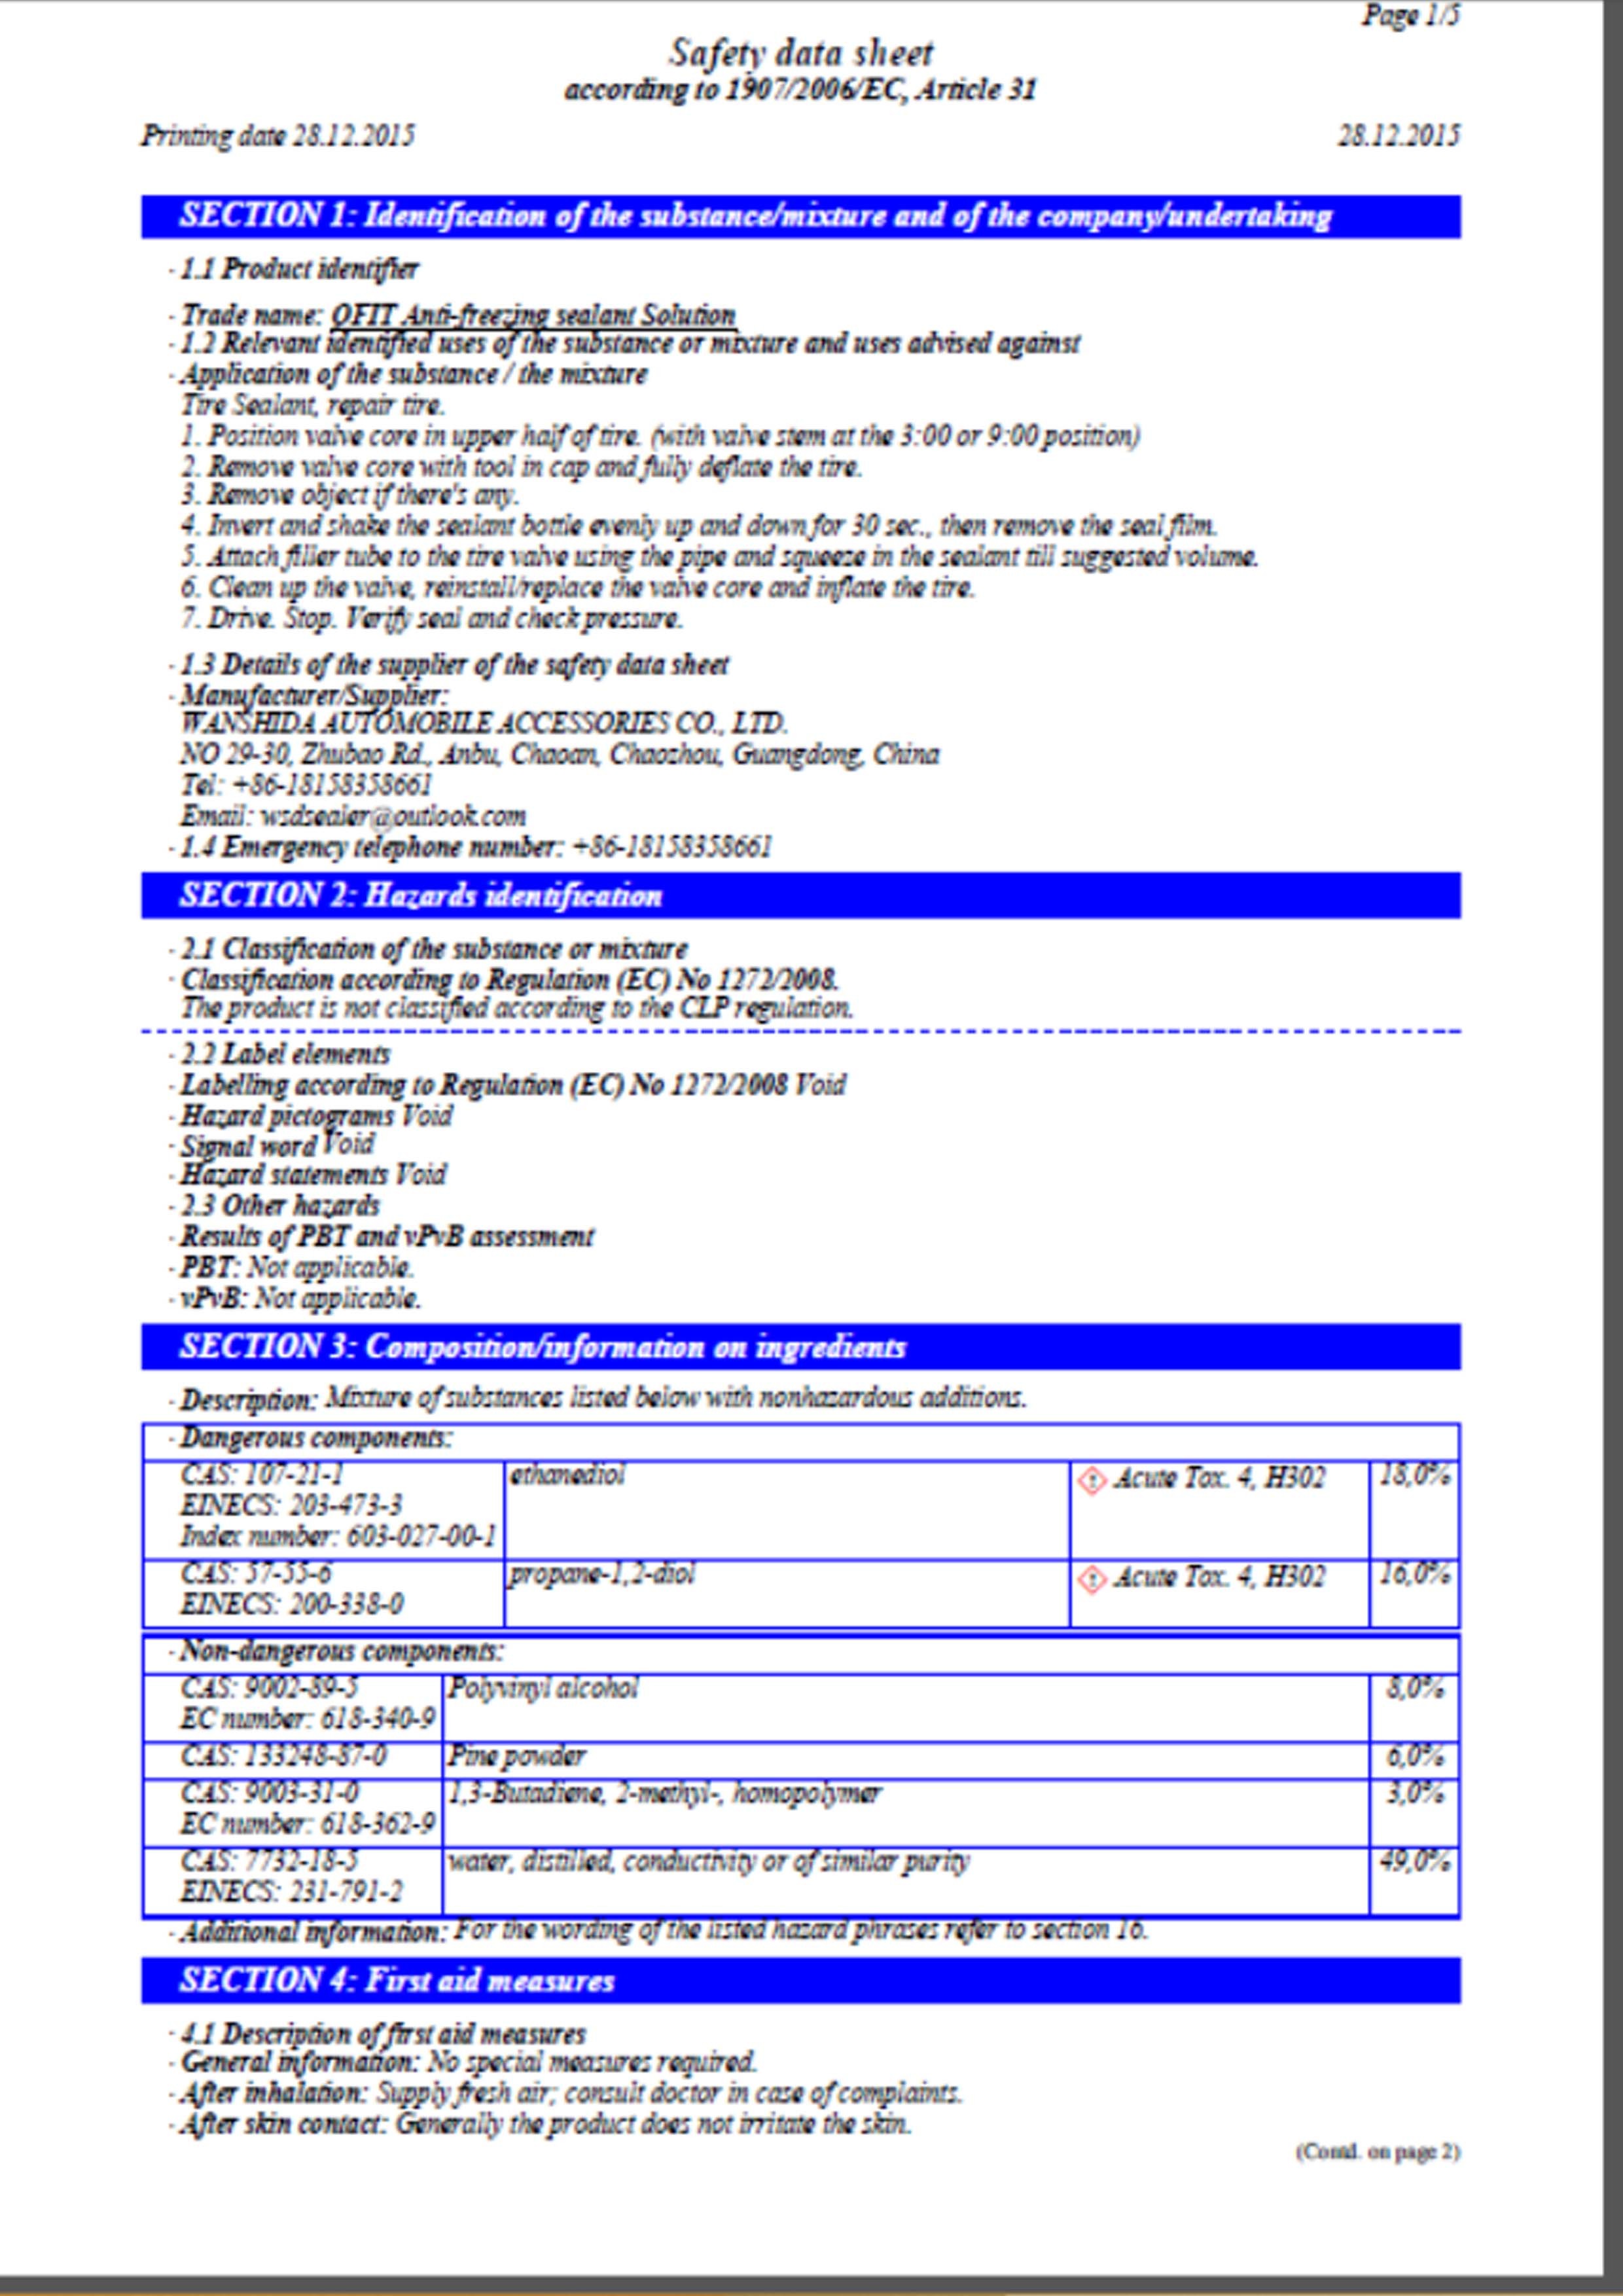 Page 1/5
Safety data sheet
according to 1907/2006/EC, Article 31
Printing date 28.12.2015
28.12.2015
SECTION 1: Identification of the substance/mixture and of the company/undertaking
· 1.1 Product identifier
· Trade name: QFIT Anti-freezing sealant Solution
· 1.2 Relevant identified uses of the substance or mixture and uses advised against
· Application of the substance / the mixture
Tire Sealant, repair tire.
1. Position valve core in upper half of tire. (with valve stem at the 3:00 or 9:00 position)
2. Remove valve core with tool in cap and fully deflate the tire.
3. Remove object if there's any.
4. Invert and shake the sealant bottle evenly up and down for 30 sec., then remove the seal film.
5. Attach filler tube to the tire valve using the pipe and squeeze in the sealant till suggested volume.
6. Clean up the valve, reinstall/replace the valve core and inflate the tire.
7. Drive. Stop. Verify seal and check pressure.
· 1.3 Details of the supplier of the safety data sheet
· Manufacturer/Supplier:
WANSHIDA AUTOMOBILE ACCESSORIES CO., LTD.
NO 29-30, Zhubao Rd., Anbu, Chaoan, Chaozhou, Guangdong, China
Tel: +86-18158358661
Email: wsdsealer@outlook.com
· 1.4 Emergency telephone number: +86-18158358661
SECTION 2: Hazards identification
· 2.1 Classification of the substance or mixture
· Classification according to Regulation (EC) No 1272/2008.
The product is not classified according to the CLP regulation.
· 2.2 Label elements
· Labelling according to Regulation (EC) No 1272/2008 Void
· Hazard pictograms Void
· Signal word Void
· Hazard statements Void
· 2.3 Other hazards
· Results of PBT and vPvB assessment
· PBT: Not applicable.
· vPvB: Not applicable.
SECTION 3: Composition/information on ingredients
· Description: Mixture of substances listed below with nonhazardous additions.
· Dangerous components:
CAS: 107-21-1 ethanediol Acute Tox. 4, H302 18,0%
EINECS: 203-473-3
Index number: 603-027-00-1
CAS: 57-55-6 propane-1,2-diol Acute Tox. 4, H302 16,0%
EINECS: 200-338-0
· Non-dangerous components:
CAS: 9002-89-5 Polyvinyl alcohol 8,0%
EC number: 618-340-9
CAS: 133248-87-0 Pine powder 6,0%
CAS: 9003-31-0 1,3-Butadiene, 2-methyl-, homopolymer 3,0%
EC number: 618-362-9
CAS: 7732-18-5 water, distilled, conductivity or of similar purity 49,0%
EINECS: 231-791-2
· Additional information: For the wording of the listed hazard phrases refer to section 16.
SECTION 4: First aid measures
· 4.1 Description of first aid measures
· General information: No special measures required.
· After inhalation: Supply fresh air; consult doctor in case of complaints.
· After skin contact: Generally the product does not irritate the skin.
(Contd. on page 2)